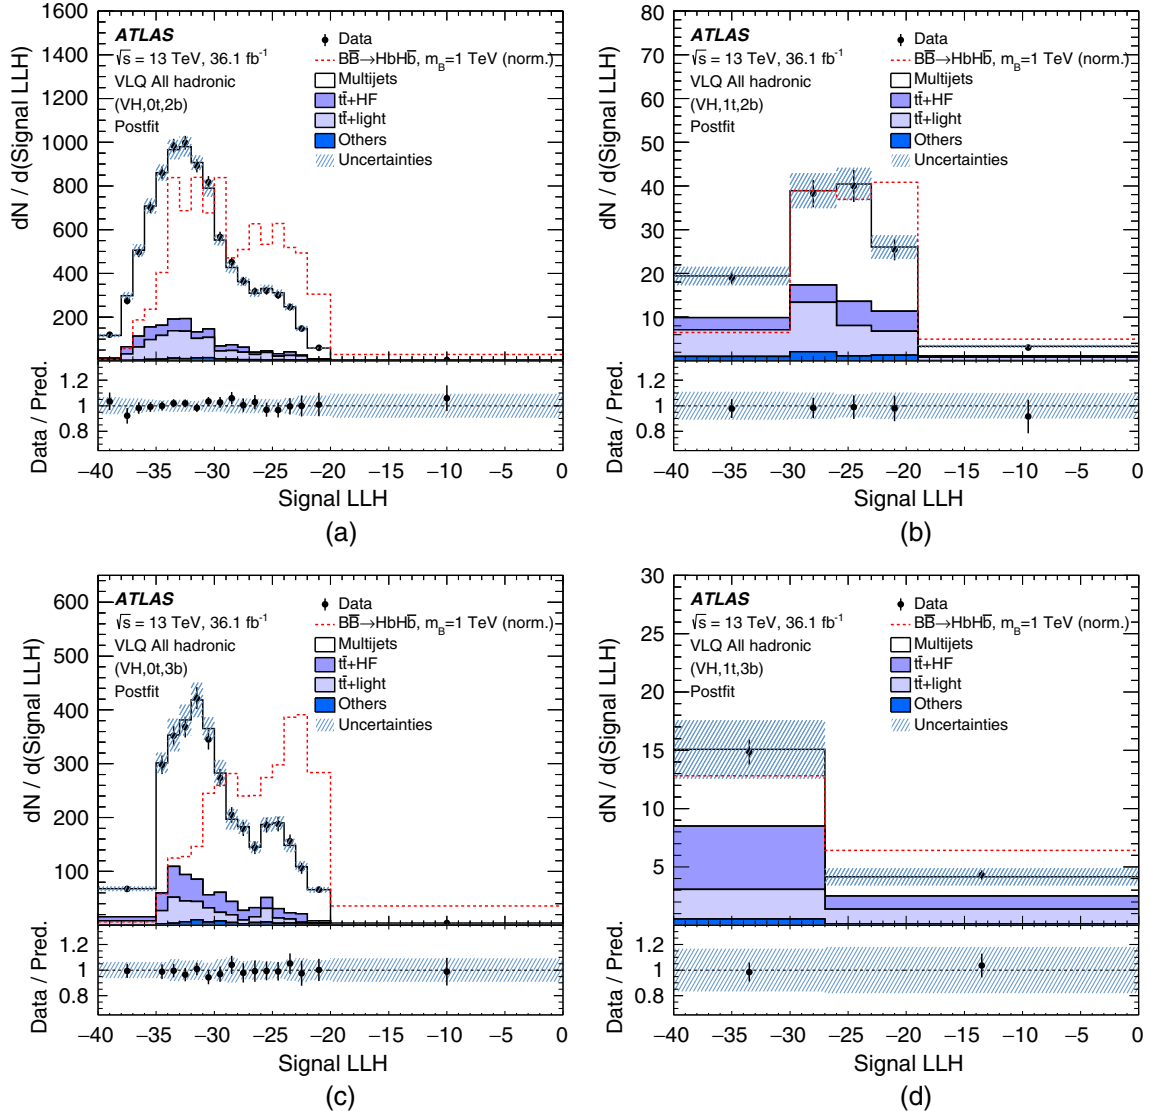 1600
1400
1200
1000
800
600
400
200
dN / d(Signal LLH)
ATLAS
√s = 13 TeV, 36.1 fb⁻¹
VLQ All hadronic
(VH,0t,2b)
Postfit
Data
BB̅→HbHb̅, m_B=1 TeV (norm.)
Multijets
tt̅+HF
tt̅+light
Others
Uncertainties
1.2
1
0.8
Data / Pred.
−40 −35 −30 −25 −20 −15 −10 −5 0
Signal LLH
(a)
80
70
60
50
40
30
20
10
dN / d(Signal LLH)
ATLAS
√s = 13 TeV, 36.1 fb⁻¹
VLQ All hadronic
(VH,1t,2b)
Postfit
Data
BB̅→HbHb̅, m_B=1 TeV (norm.)
Multijets
tt̅+HF
tt̅+light
Others
Uncertainties
1.2
1
0.8
Data / Pred.
−40 −35 −30 −25 −20 −15 −10 −5 0
Signal LLH
(b)
600
500
400
300
200
100
dN / d(Signal LLH)
ATLAS
√s = 13 TeV, 36.1 fb⁻¹
VLQ All hadronic
(VH,0t,3b)
Postfit
Data
BB̅→HbHb̅, m_B=1 TeV (norm.)
Multijets
tt̅+HF
tt̅+light
Others
Uncertainties
1.2
1
0.8
Data / Pred.
−40 −35 −30 −25 −20 −15 −10 −5 0
Signal LLH
(c)
30
25
20
15
10
5
dN / d(Signal LLH)
ATLAS
√s = 13 TeV, 36.1 fb⁻¹
VLQ All hadronic
(VH,1t,3b)
Postfit
Data
BB̅→HbHb̅, m_B=1 TeV (norm.)
Multijets
tt̅+HF
tt̅+light
Others
Uncertainties
1.2
1
0.8
Data / Pred.
−40 −35 −30 −25 −20 −15 −10 −5 0
Signal LLH
(d)